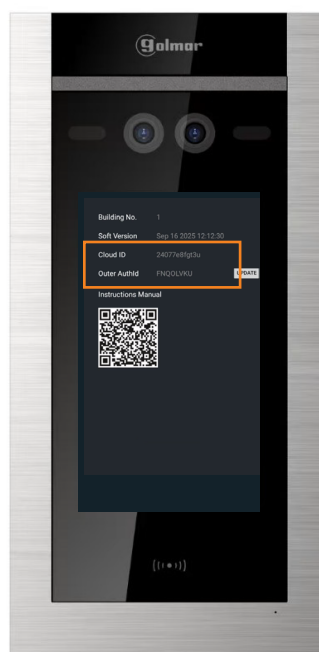 golmar
Building No. 1
Soft Version Sep 16 2025 12:12:30
Cloud ID 24077e8fgt3u
Outer AuthId FNQOLVKU UPDATE
Instructions Manual